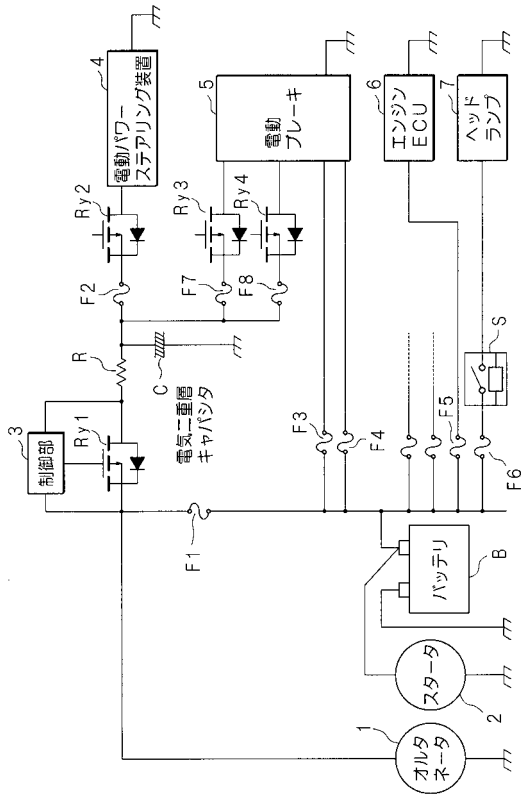 3
制御部
Ry1
R
C
電気二重層
キャパシタ
F2
Ry2
4
電動パワー
ステアリング装置
F7
Ry3
F8
Ry4
5
電動
ブレーキ
F1
F3
F4
6
エンジン
ECU
F5
S
7
ヘッド
ランプ
F6
バッテリ
B
スタータ
2
1
オルタ
ネータ